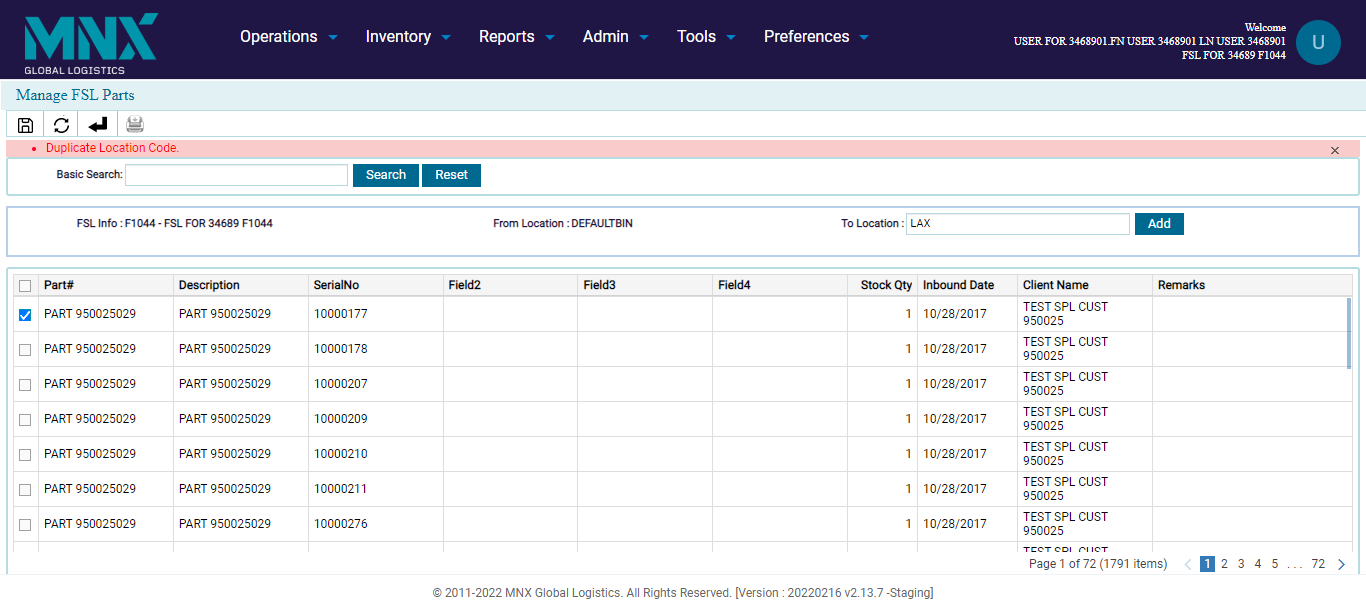 MNX
GLOBAL LOGISTICS
Operations Inventory Reports Admin Tools Preferences
Welcome
USER FOR 3468901.FN USER 3468901 LN USER 3468901
FSL FOR 34689 F1044
U
Manage FSL Parts
• Duplicate Location Code. ×
Basic Search: Search Reset
FSL Info : F1044 - FSL FOR 34689 F1044 From Location : DEFAULTBIN To Location : LAX Add
Part# Description SerialNo Field2 Field3 Field4 Stock Qty Inbound Date Client Name Remarks
PART 950025029 PART 950025029 10000177 1 10/28/2017 TEST SPL CUST
950025
PART 950025029 PART 950025029 10000178 1 10/28/2017 TEST SPL CUST
950025
PART 950025029 PART 950025029 10000207 1 10/28/2017 TEST SPL CUST
950025
PART 950025029 PART 950025029 10000209 1 10/28/2017 TEST SPL CUST
950025
PART 950025029 PART 950025029 10000210 1 10/28/2017 TEST SPL CUST
950025
PART 950025029 PART 950025029 10000211 1 10/28/2017 TEST SPL CUST
950025
PART 950025029 PART 950025029 10000276 1 10/28/2017 TEST SPL CUST
950025
TEST SPL CUST
Page 1 of 72 (1791 items) 1 2 3 4 5 ... 72
© 2011-2022 MNX Global Logistics. All Rights Reserved. [Version : 20220216 v2.13.7 -Staging]